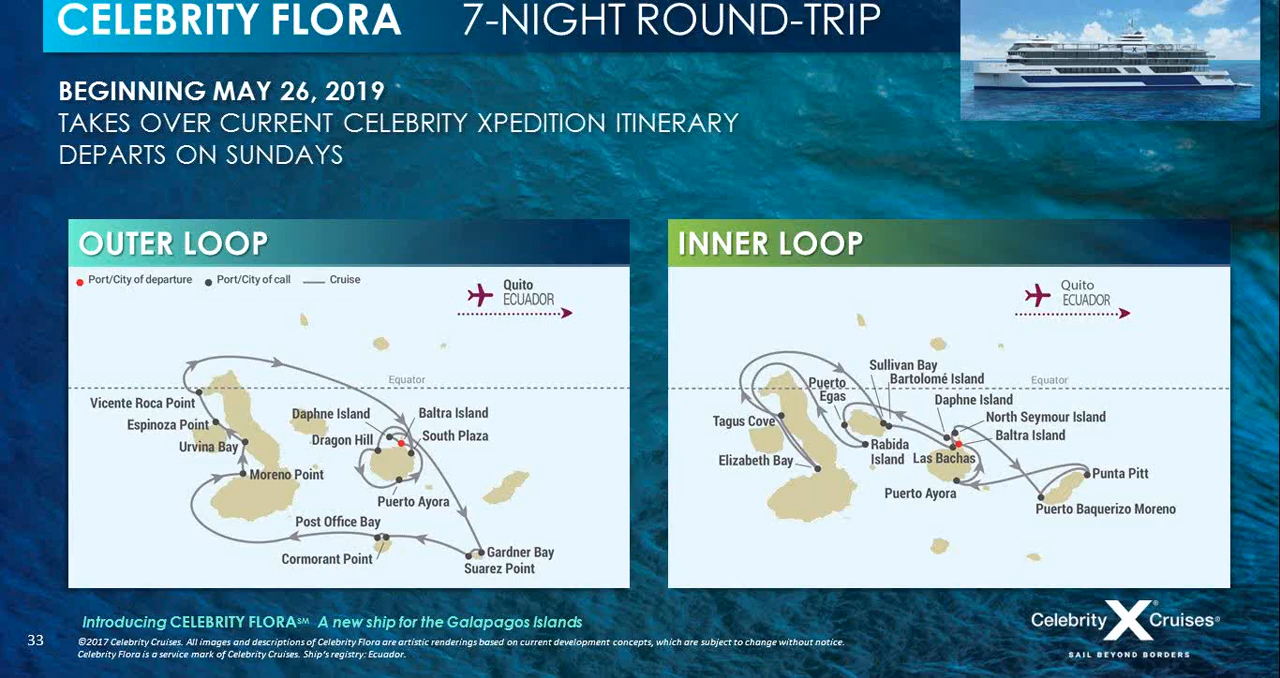 CELEBRITY FLORA 7-NIGHT ROUND-TRIP
X
BEGINNING MAY 26, 2019
TAKES OVER CURRENT CELEBRITY XPEDITION ITINERARY
DEPARTS ON SUNDAYS
OUTER LOOP
Port/City of departure Port/City of call Cruise
Quito
ECUADOR
Equator
Vicente Roca Point
Daphne Island
Baltra Island
Espinoza Point
Dragon Hill
South Plaza
Urvina Bay
Moreno Point
Puerto Ayora
Post Office Bay
Cormorant Point
Gardner Bay
Suarez Point
INNER LOOP
Quito
ECUADOR
Sullivan Bay
Bartolomé Island
Equator
Puerto
Egas
Daphne Island
North Seymour Island
Tagus Cove
Baltra Island
Rabida
Island
Las Bachas
Elizabeth Bay
Punta Pitt
Puerto Ayora
Puerto Baquerizo Moreno
Introducing CELEBRITY FLORA℠ A new ship for the Galapagos Islands
33
©2017 Celebrity Cruises. All images and descriptions of Celebrity Flora are artistic renderings based on current development concepts, which are subject to change without notice.
Celebrity Flora is a service mark of Celebrity Cruises. Ship's registry: Ecuador.
Celebrity X Cruises®
SAIL BEYOND BORDERS